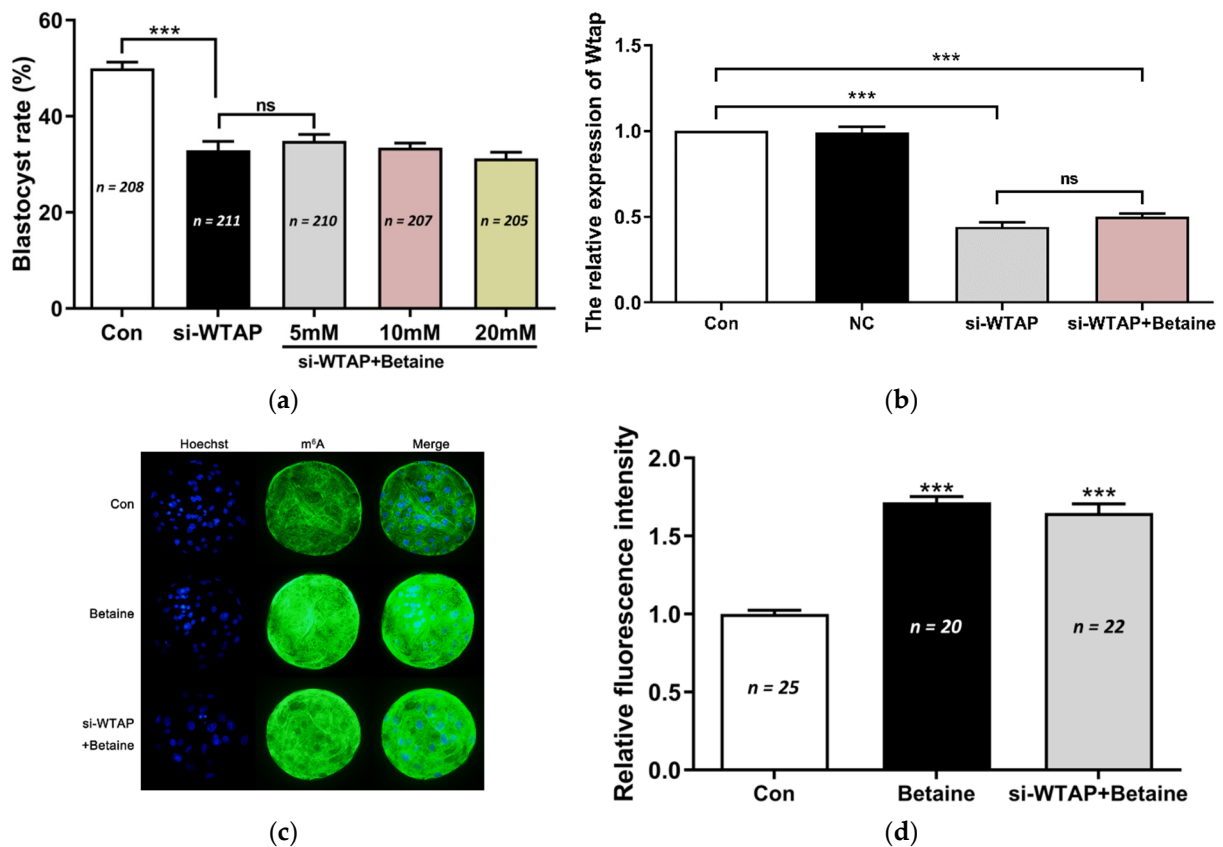 Blastocyst rate (%)
60
40
20
0
***
ns
n = 208
n = 211
n = 210
n = 207
n = 205
Con si-WTAP 5mM 10mM 20mM
si-WTAP+Betaine
(a)
The relative expression of Wtap
1.5
1.0
0.5
0.0
***
***
ns
Con NC si-WTAP si-WTAP+Betaine
(b)
Hoechst m⁶A Merge
Con
Betaine
si-WTAP
+Betaine
(c)
Relative fluorescence intensity
2.0
1.5
1.0
0.5
0.0
*** ***
n = 25
n = 20
n = 22
Con Betaine si-WTAP+Betaine
(d)